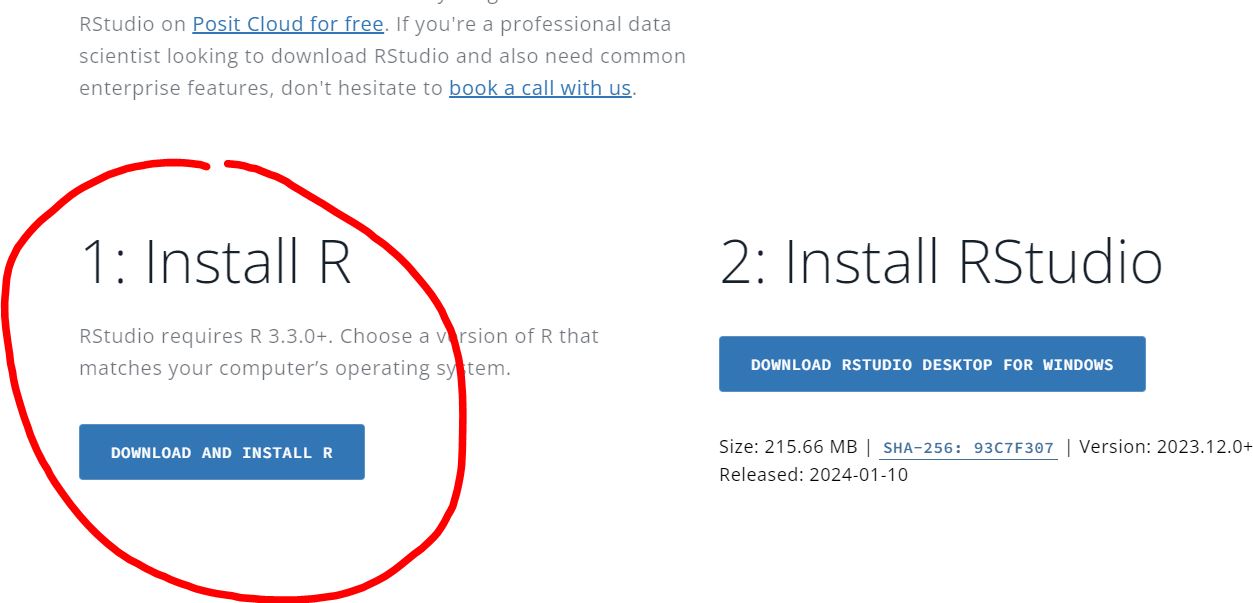 RStudio on Posit Cloud for free. If you're a professional data
scientist looking to download RStudio and also need common
enterprise features, don't hesitate to book a call with us.
1: Install R
RStudio requires R 3.3.0+. Choose a version of R that
matches your computer’s operating system.
DOWNLOAD AND INSTALL R
2: Install RStudio
DOWNLOAD RSTUDIO DESKTOP FOR WINDOWS
Size: 215.66 MB | SHA-256: 93C7F307 | Version: 2023.12.0+
Released: 2024-01-10